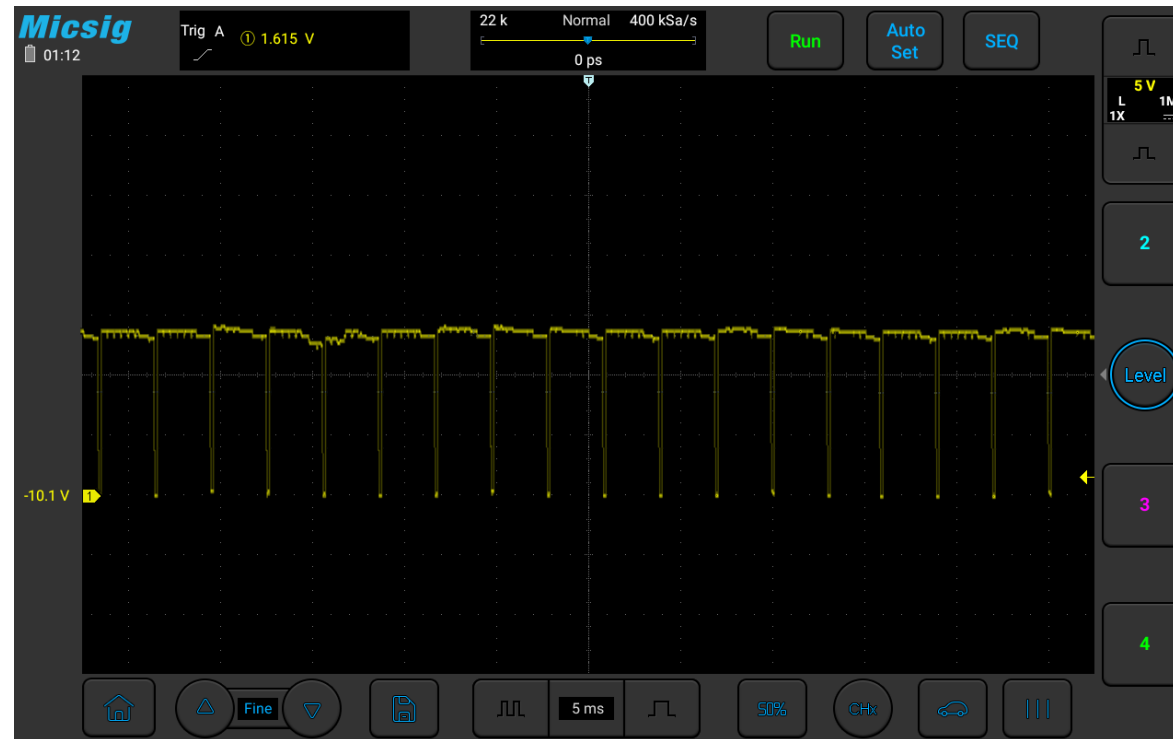 Micsig
01:12
Trig A
① 1.615 V
22 k Normal 400 kSa/s
0 ps
T
Run
Auto
Set
SEQ
5 V
L 1M
1X
2
Level
-10.1 V 1
3
4
Fine
5 ms
50%
CHx